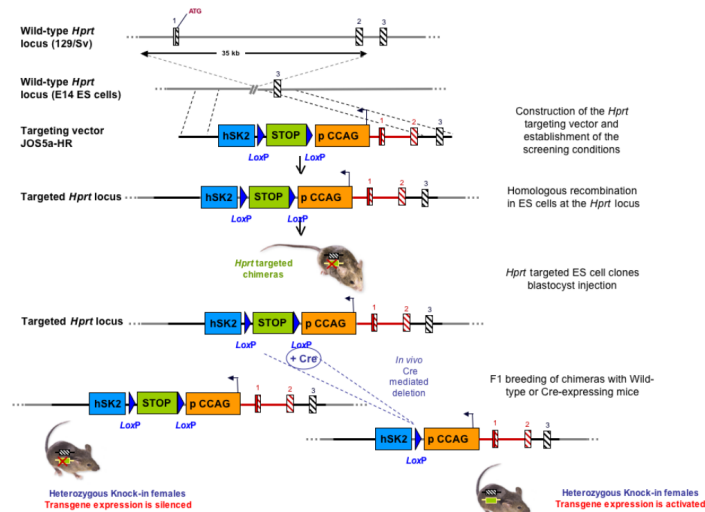 ATG
1
2
3
Wild-type Hprt
locus (129/Sv)
35 kb
3
Wild-type Hprt
locus (E14 ES cells)
Construction of the Hprt
targeting vector and
establishment of the
screening conditions
Targeting vector
JOS5a-HR
hSK2
STOP
p CCAG
1
2
3
LoxP
LoxP
Targeted Hprt locus
hSK2
STOP
p CCAG
1
2
3
LoxP
LoxP
Homologous recombination
in ES cells at the Hprt locus
Hprt targeted
chimeras
Hprt targeted ES cell clones
blastocyst injection
Targeted Hprt locus
hSK2
STOP
p CCAG
1
2
3
LoxP
LoxP
+ Cre
In vivo
Cre
mediated
deletion
F1 breeding of chimeras with Wild-
type or Cre-expressing mice
hSK2
STOP
p CCAG
1
2
3
LoxP
LoxP
hSK2
p CCAG
1
2
3
LoxP
Heterozygous Knock-in females
Transgene expression is silenced
Heterozygous Knock-in females
Transgene expression is activated